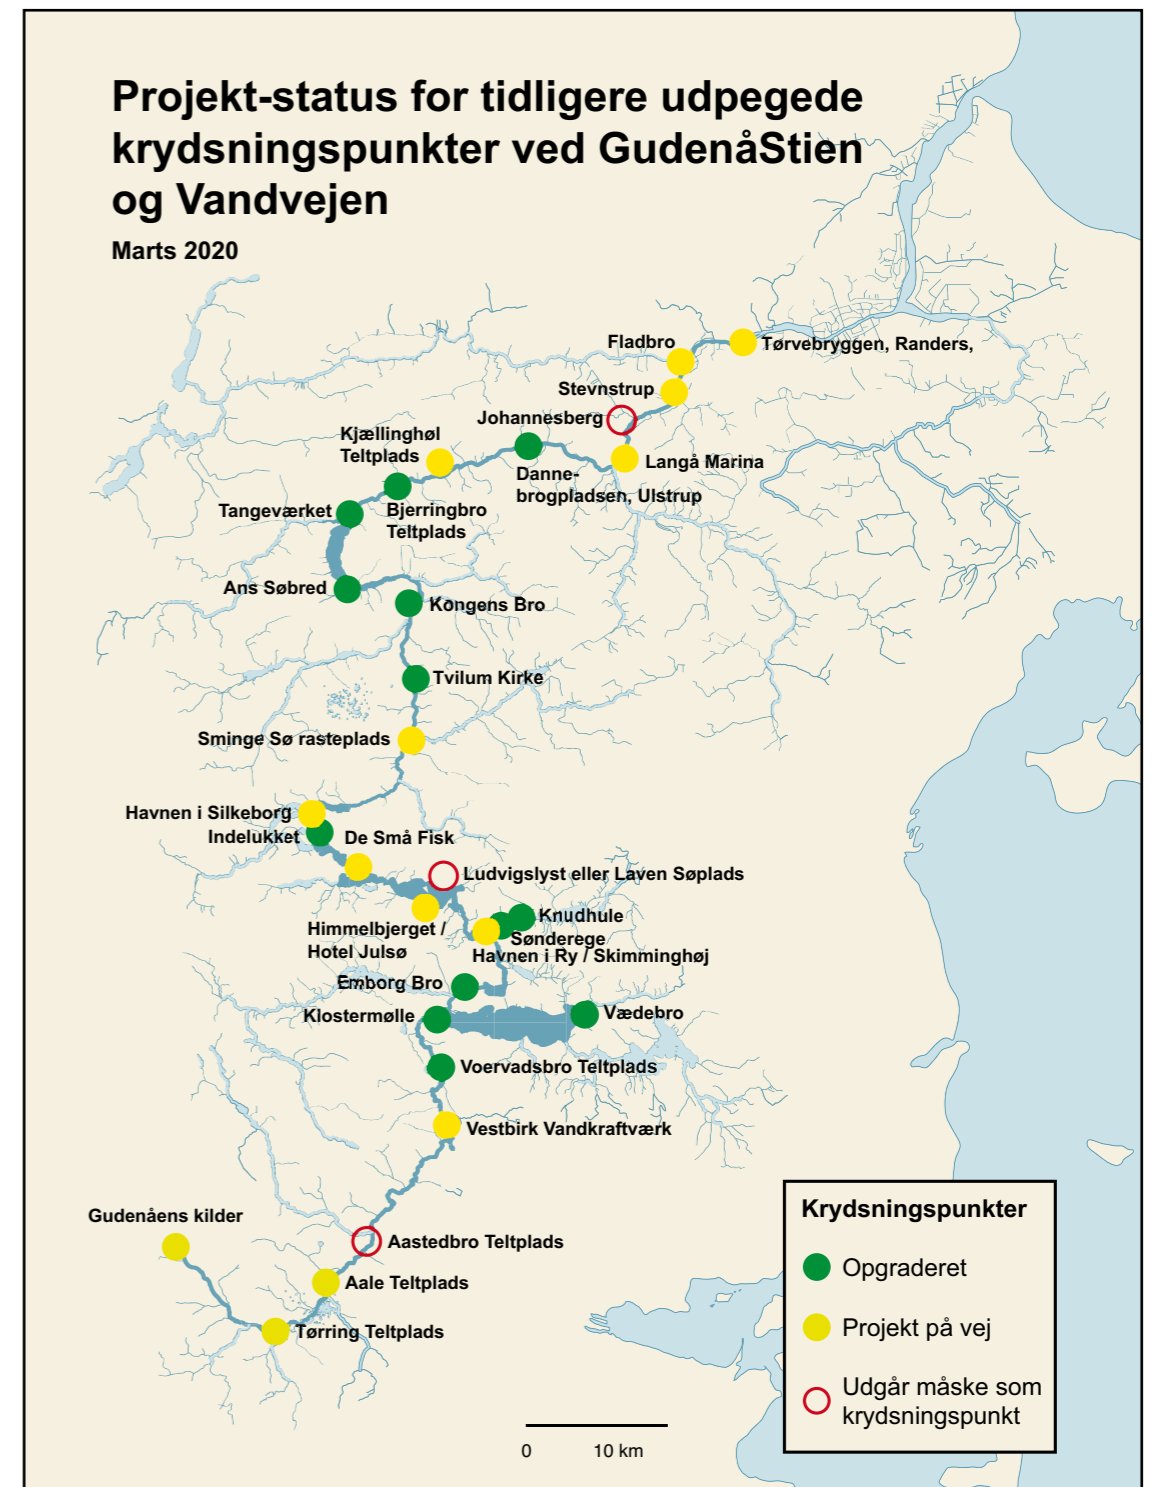 Projekt-status for tidligere udpegede
krydsningspunkter ved GudenåStien
og Vandvejen
Marts 2020
Fladbro
Tørvebryggen, Randers,
Stevnstrup
Johannesberg
Kjællinghøl
Teltplads
Langå Marina
Danne-
brogpladsen, Ulstrup
Tangeværket
Bjerringbro
Teltplads
Ans Søbred
Kongens Bro
Tvilum Kirke
Sminge Sø rasteplads
Havnen i Silkeborg
Indelukket
De Små Fisk
Ludvigslyst eller Laven Søplads
Knudhule
Himmelbjerget /
Hotel Julsø
Sønderege
Havnen i Ry / Skimminghøj
Emborg Bro
Klostermølle
Vædebro
Voervadsbro Teltplads
Vestbirk Vandkraftværk
Gudenåens kilder
Aastedbro Teltplads
Aale Teltplads
Tørring Teltplads
Krydsningspunkter
Opgraderet
Projekt på vej
Udgår måske som
krydsningspunkt
0 10 km